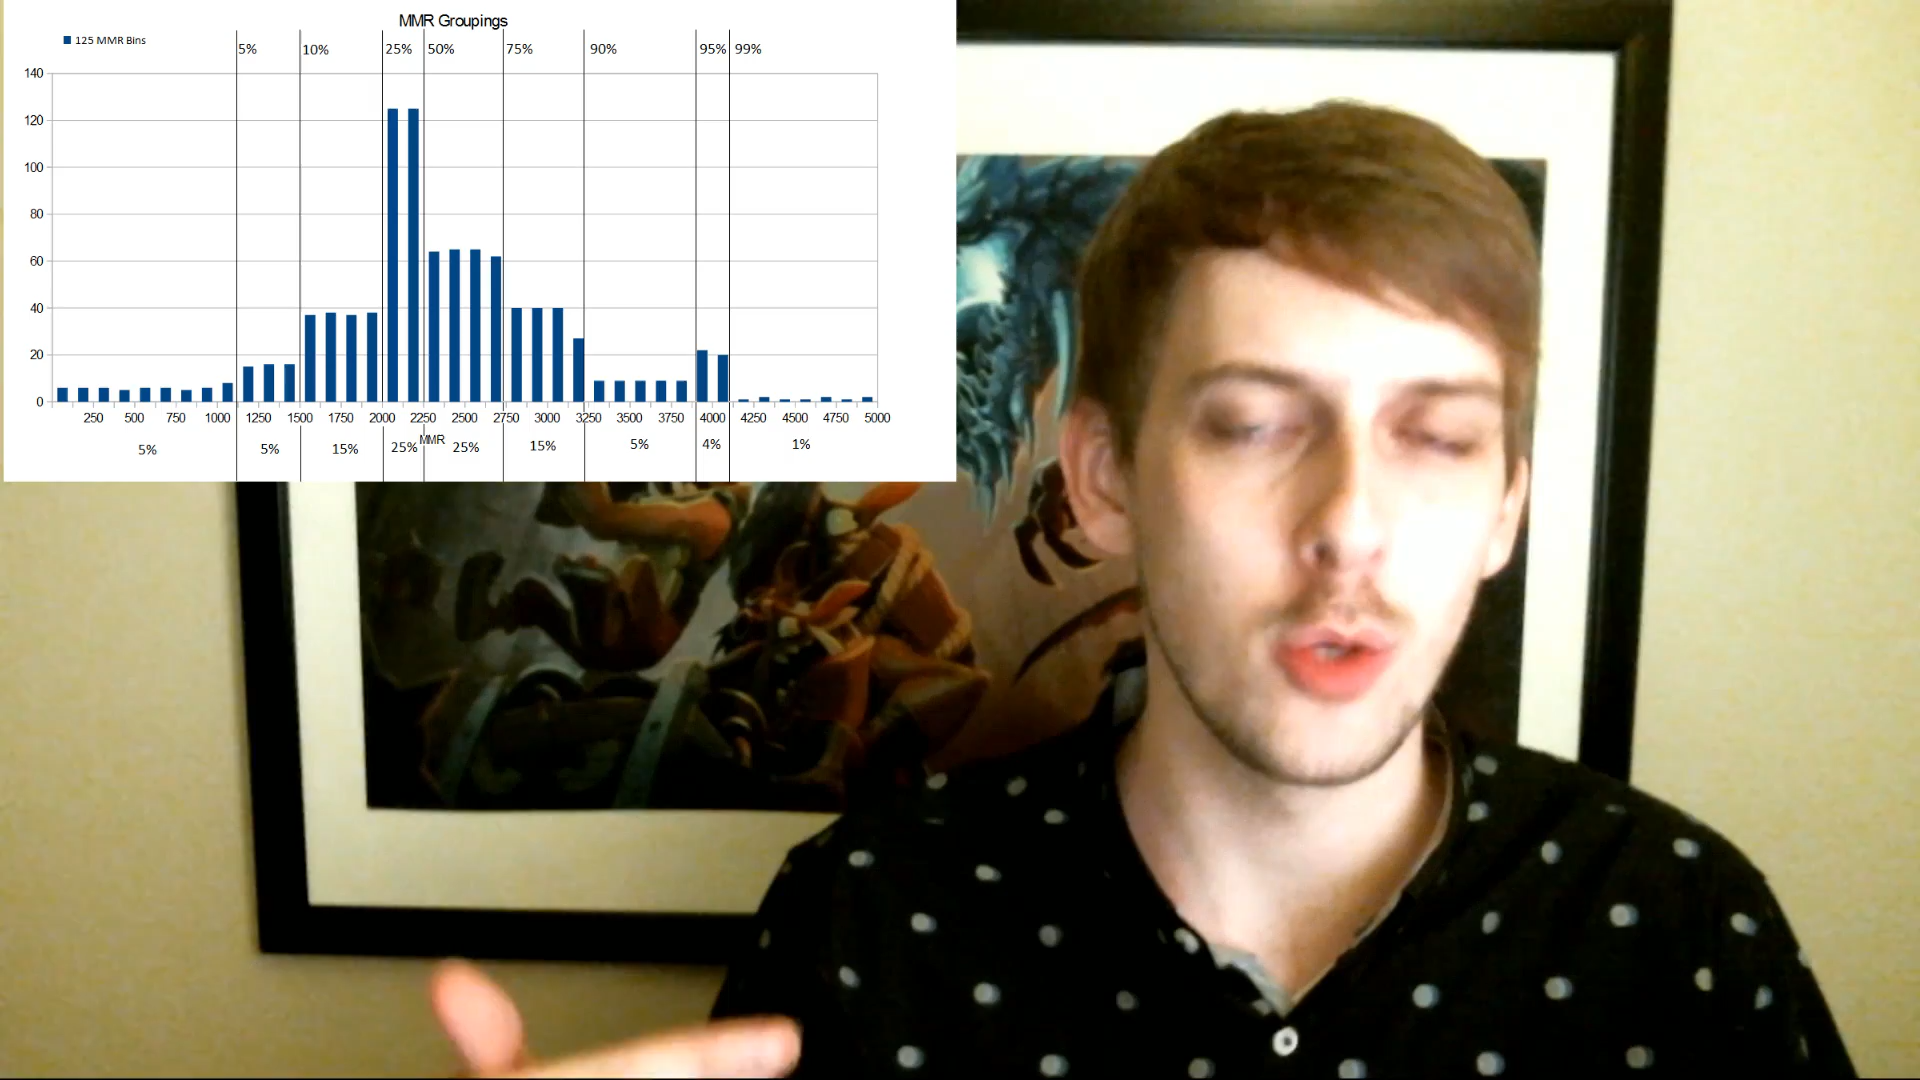 MMR Groupings
125 MMR Bins
5% 10% 25% 50% 75% 90% 95% 99%
140
120
100
80
60
40
20
0
250 500 750 1000 1250 1500 1750 2000 2250 2500 2750 3000 3250 3500 3750 4000 4250 4500 4750 5000
MMR
5% 5% 15% 25% 25% 15% 5% 4% 1%